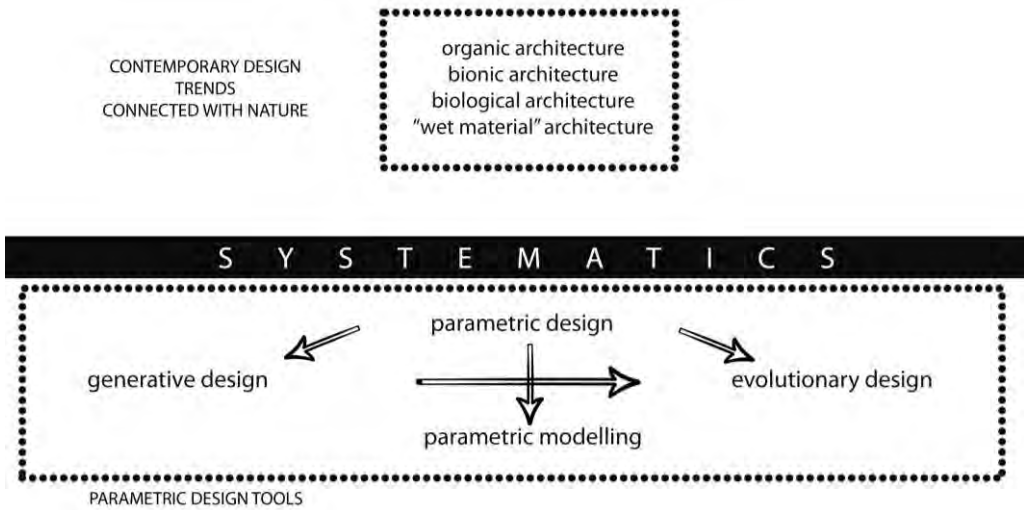 CONTEMPORARY DESIGN
TRENDS
CONNECTED WITH NATURE
organic architecture
bionic architecture
biological architecture
“wet material” architecture
SYSTEMATICS
parametric design
generative design
evolutionary design
parametric modelling
PARAMETRIC DESIGN TOOLS